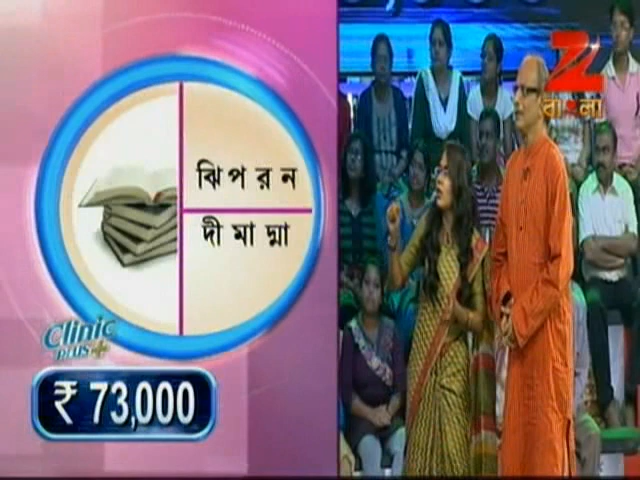 ঝি প র ন
দী মা দ্মা
Clinic
PLUS+
₹ 73,000
Z
বাংলা